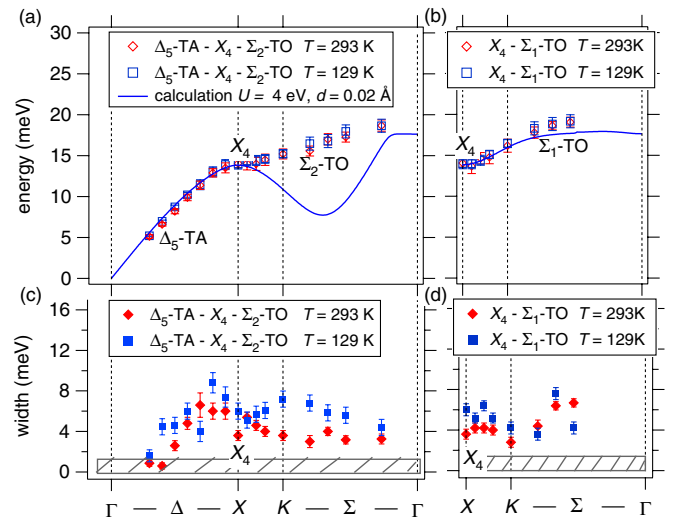 (a)
30
25
20
15
10
5
0
energy (meV)
Δ5-TA - X4 - Σ2-TO T = 293 K
Δ5-TA - X4 - Σ2-TO T = 129 K
calculation U = 4 eV, d = 0.02 Å
X4
Σ2-TO
Δ5-TA
(b)
X4 - Σ1-TO T = 293K
X4 - Σ1-TO T = 129K
X4
Σ1-TO
(c)
16
12
8
4
0
width (meV)
Δ5-TA - X4 - Σ2-TO T = 293 K
Δ5-TA - X4 - Σ2-TO T = 129 K
X4
Γ — Δ — X K — Σ — Γ
(d)
X4 - Σ1-TO T = 293K
X4 - Σ1-TO T = 129K
X4
X — K — Σ — Γ